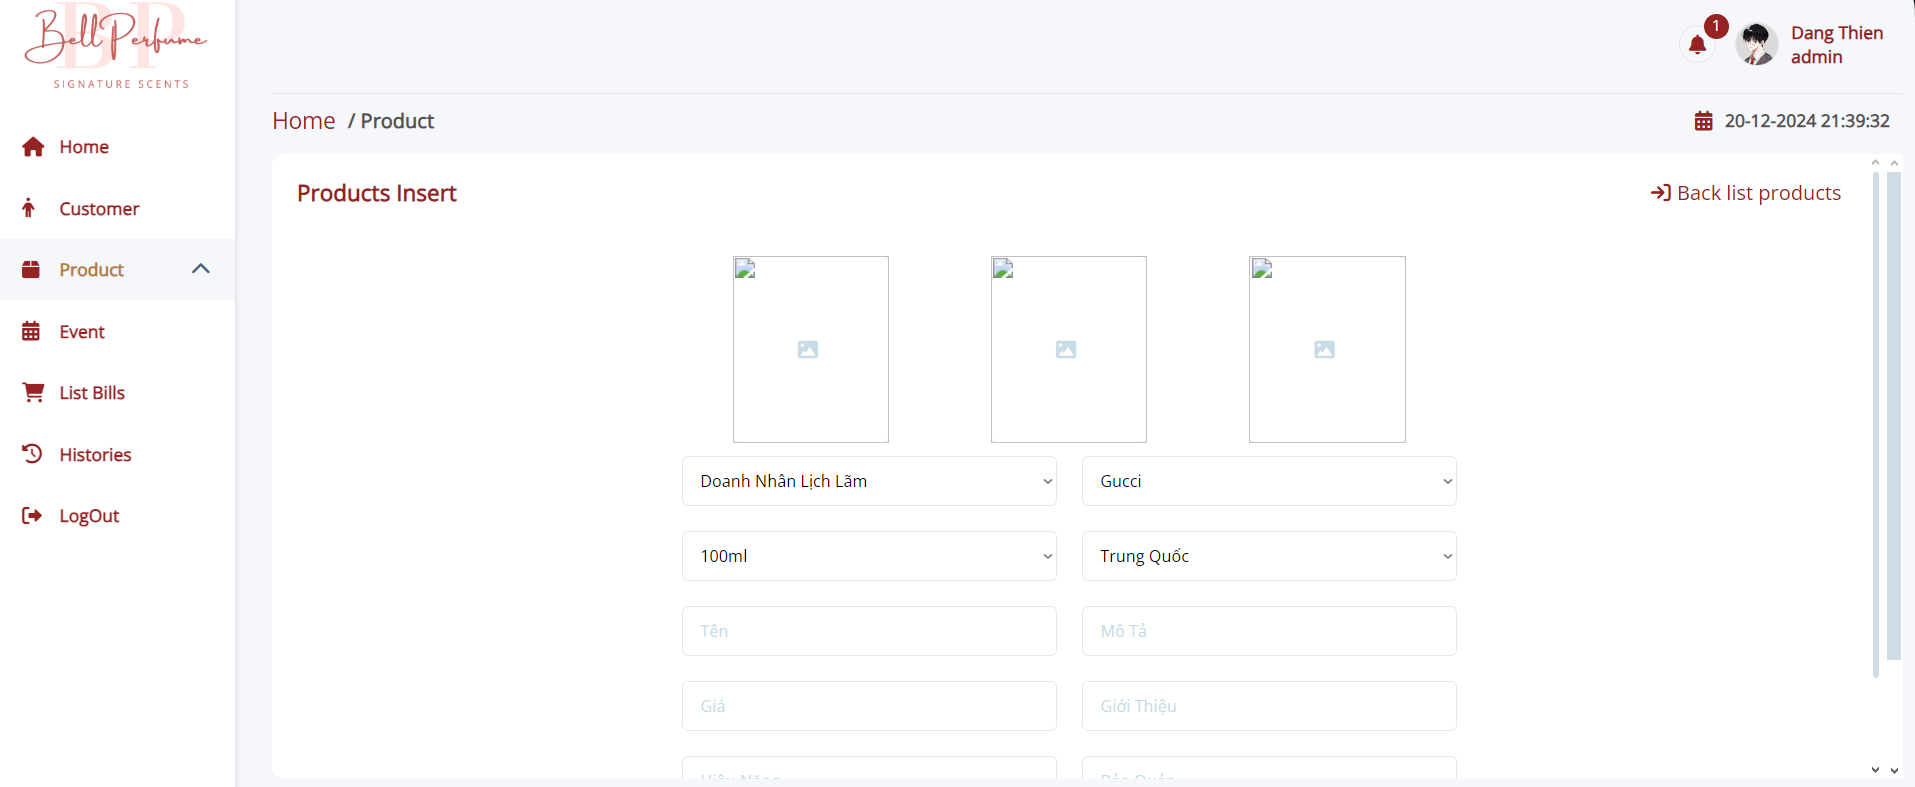 BP
Bell Perfume
SIGNATURE SCENTS
Home
Customer
Product
Event
List Bills
Histories
LogOut
1
Dang Thien
admin
Home / Product
20-12-2024 21:39:32
Products Insert
Back list products
Doanh Nhân Lịch Lãm
Gucci
100ml
Trung Quốc
Tên
Mô Tả
Giá
Giới Thiệu